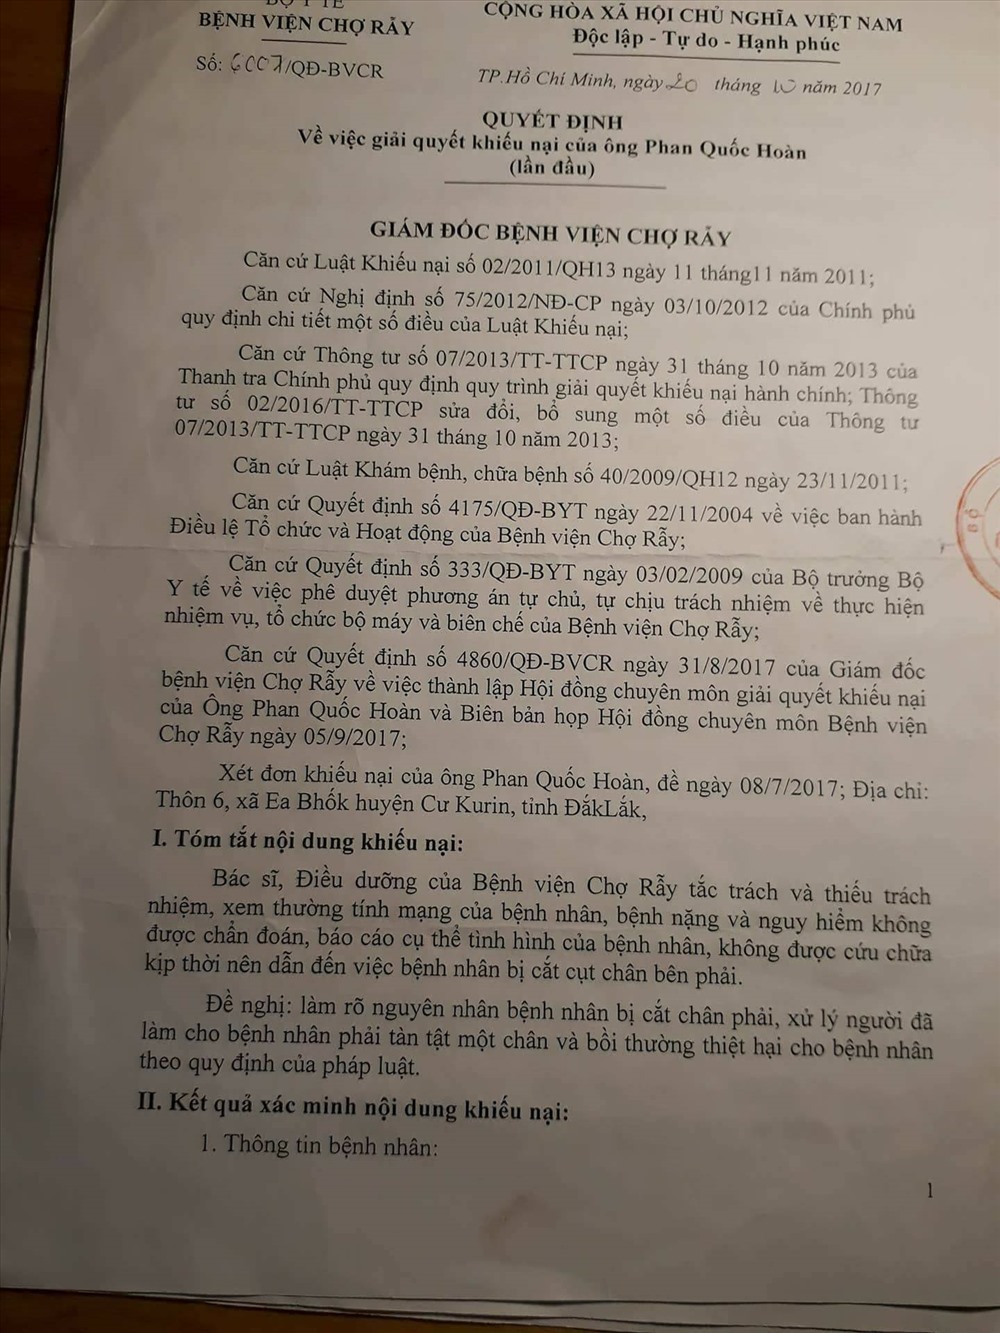 BỘ Y TẾ
BỆNH VIỆN CHỢ RẪY
Số: 6007/QĐ-BVCR
CỘNG HÒA XÃ HỘI CHỦ NGHĨA VIỆT NAM
Độc lập - Tự do - Hạnh phúc
TP.Hồ Chí Minh, ngày 20 tháng 10 năm 2017
QUYẾT ĐỊNH
Về việc giải quyết khiếu nại của ông Phan Quốc Hoàn
(lần đầu)
GIÁM ĐỐC BỆNH VIỆN CHỢ RẪY
Căn cứ Luật Khiếu nại số 02/2011/QH13 ngày 11 tháng11 năm 2011;
Căn cứ Nghị định số 75/2012/NĐ-CP ngày 03/10/2012 của Chính phủ
quy định chi tiết một số điều của Luật Khiếu nại;
Căn cứ Thông tư số 07/2013/TT-TTCP ngày 31 tháng 10 năm 2013 của
Thanh tra Chính phủ quy định quy trình giải quyết khiếu nại hành chính; Thông
tư số 02/2016/TT-TTCP sửa đổi, bổ sung một số điều của Thông tư
07/2013/TT-TTCP ngày 31 tháng 10 năm 2013;
Căn cứ Luật Khám bệnh, chữa bệnh số 40/2009/QH12 ngày 23/11/2011;
Căn cứ Quyết định số 4175/QĐ-BYT ngày 22/11/2004 về việc ban hành
Điều lệ Tổ chức và Hoạt động của Bệnh viện Chợ Rẫy;
Căn cứ Quyết định số 333/QĐ-BYT ngày 03/02/2009 của Bộ trưởng Bộ
Y tế về việc phê duyệt phương án tự chủ, tự chịu trách nhiệm về thực hiện
nhiệm vụ, tổ chức bộ máy và biên chế của Bệnh viện Chợ Rẫy;
Căn cứ Quyết định số 4860/QĐ-BVCR ngày 31/8/2017 của Giám đốc
bệnh viện Chợ Rẫy về việc thành lập Hội đồng chuyên môn giải quyết khiếu nại
của Ông Phan Quốc Hoàn và Biên bản họp Hội đồng chuyên môn Bệnh viện
Chợ Rẫy ngày 05/9/2017;
Xét đơn khiếu nại của ông Phan Quốc Hoàn, đề ngày 08/7/2017; Địa chỉ:
Thôn 6, xã Ea Bhốk huyện Cư Kurin, tỉnh ĐắkLắk,
I. Tóm tắt nội dung khiếu nại:
Bác sĩ, Điều dưỡng của Bệnh viện Chợ Rẫy tắc trách và thiếu trách
nhiệm, xem thường tính mạng của bệnh nhân, bệnh nặng và nguy hiểm không
được chẩn đoán, báo cáo cụ thể tình hình của bệnh nhân, không được cứu chữa
kịp thời nên dẫn đến việc bệnh nhân bị cắt cụt chân bên phải.
Đề nghị: làm rõ nguyên nhân bệnh nhân bị cắt chân phải, xử lý người đã
làm cho bệnh nhân phải tàn tật một chân và bồi thường thiệt hại cho bệnh nhân
theo quy định của pháp luật.
II. Kết quả xác minh nội dung khiếu nại:
1. Thông tin bệnh nhân:
1